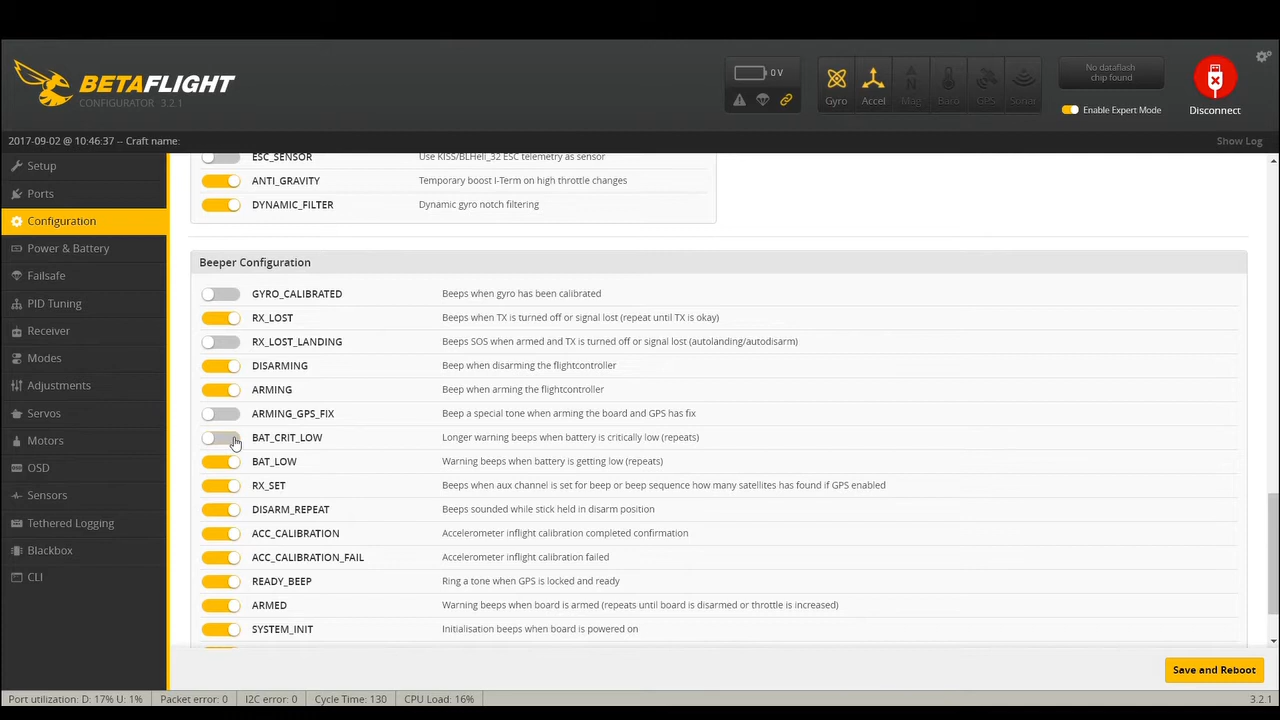 BETAFLIGHT
CONFIGURATOR 3.2.1
0 V
Gyro Accel Mag Baro GPS Sonar
No dataflash
chip found
Enable Expert Mode
Disconnect
2017-09-02 @ 10:46:37 -- Craft name:
Show Log
Setup
Ports
Configuration
Power & Battery
Failsafe
PID Tuning
Receiver
Modes
Adjustments
Servos
Motors
OSD
Sensors
Tethered Logging
Blackbox
CLI
ESC_SENSOR Use KISS/BLHeli_32 ESC telemetry as sensor
ANTI_GRAVITY Temporary boost I-Term on high throttle changes
DYNAMIC_FILTER Dynamic gyro notch filtering
Beeper Configuration
GYRO_CALIBRATED Beeps when gyro has been calibrated
RX_LOST Beeps when TX is turned off or signal lost (repeat until TX is okay)
RX_LOST_LANDING Beeps SOS when armed and TX is turned off or signal lost (autolanding/autodisarm)
DISARMING Beep when disarming the flightcontroller
ARMING Beep when arming the flightcontroller
ARMING_GPS_FIX Beep a special tone when arming the board and GPS has fix
BAT_CRIT_LOW Longer warning beeps when battery is critically low (repeats)
BAT_LOW Warning beeps when battery is getting low (repeats)
RX_SET Beeps when aux channel is set for beep or beep sequence how many satellites has found if GPS enabled
DISARM_REPEAT Beeps sounded while stick held in disarm position
ACC_CALIBRATION Accelerometer inflight calibration completed confirmation
ACC_CALIBRATION_FAIL Accelerometer inflight calibration failed
READY_BEEP Ring a tone when GPS is locked and ready
ARMED Warning beeps when board is armed (repeats until board is disarmed or throttle is increased)
SYSTEM_INIT Initialisation beeps when board is powered on
Save and Reboot
Port utilization: D: 17% U: 1% Packet error: 0 I2C error: 0 Cycle Time: 130 CPU Load: 16% 3.2.1